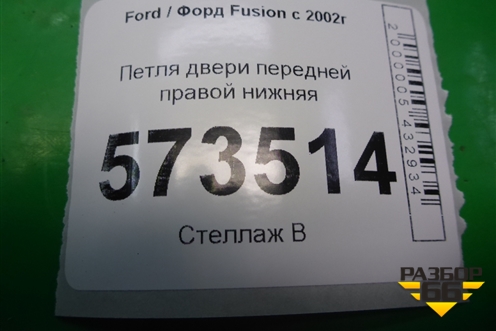 Ford / Форд Fusion с 2002г
Петля двери передней
правой нижняя
573514
Стеллаж В
2000005432934
РАЗБОР
66